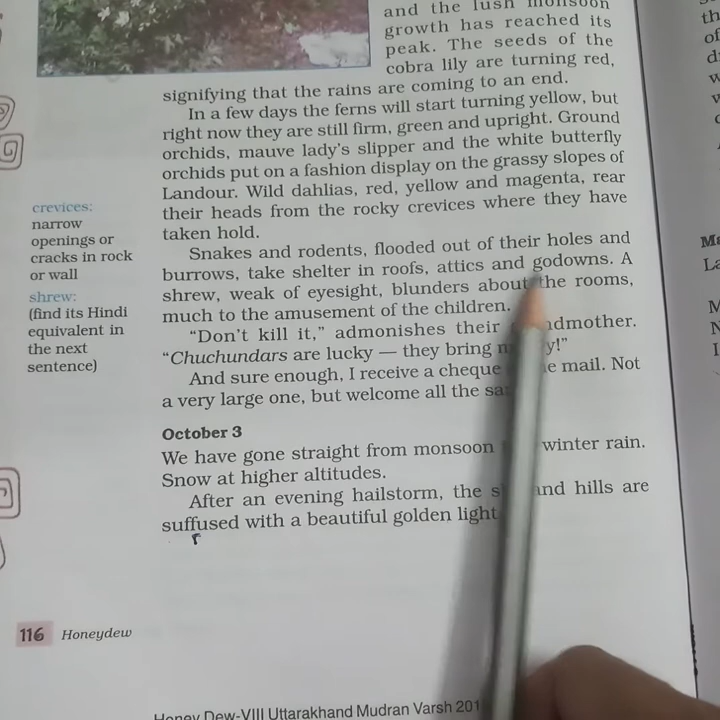 and the lush monsoon
growth has reached its
peak. The seeds of the
cobra lily are turning red,
signifying that the rains are coming to an end.
In a few days the ferns will start turning yellow, but
right now they are still firm, green and upright. Ground
orchids, mauve lady's slipper and the white butterfly
orchids put on a fashion display on the grassy slopes of
Landour. Wild dahlias, red, yellow and magenta, rear
their heads from the rocky crevices where they have
taken hold.
Snakes and rodents, flooded out of their holes and
burrows, take shelter in roofs, attics and godowns. A
shrew, weak of eyesight, blunders about the rooms,
much to the amusement of the children.
"Don't kill it," admonishes their grandmother.
"Chuchundars are lucky — they bring money!"
And sure enough, I receive a cheque the mail. Not
a very large one, but welcome all the
October 3
We have gone straight from monsoon winter rain.
Snow at higher altitudes.
After an evening hailstorm, the and hills are
suffused with a beautiful golden light
crevices:
narrow
openings or
cracks in rock
or wall
shrew:
(find its Hindi
equivalent in
the next
sentence)
116 Honeydew
Honey Dew-VIII Uttarakhand Mudran Varsh 201